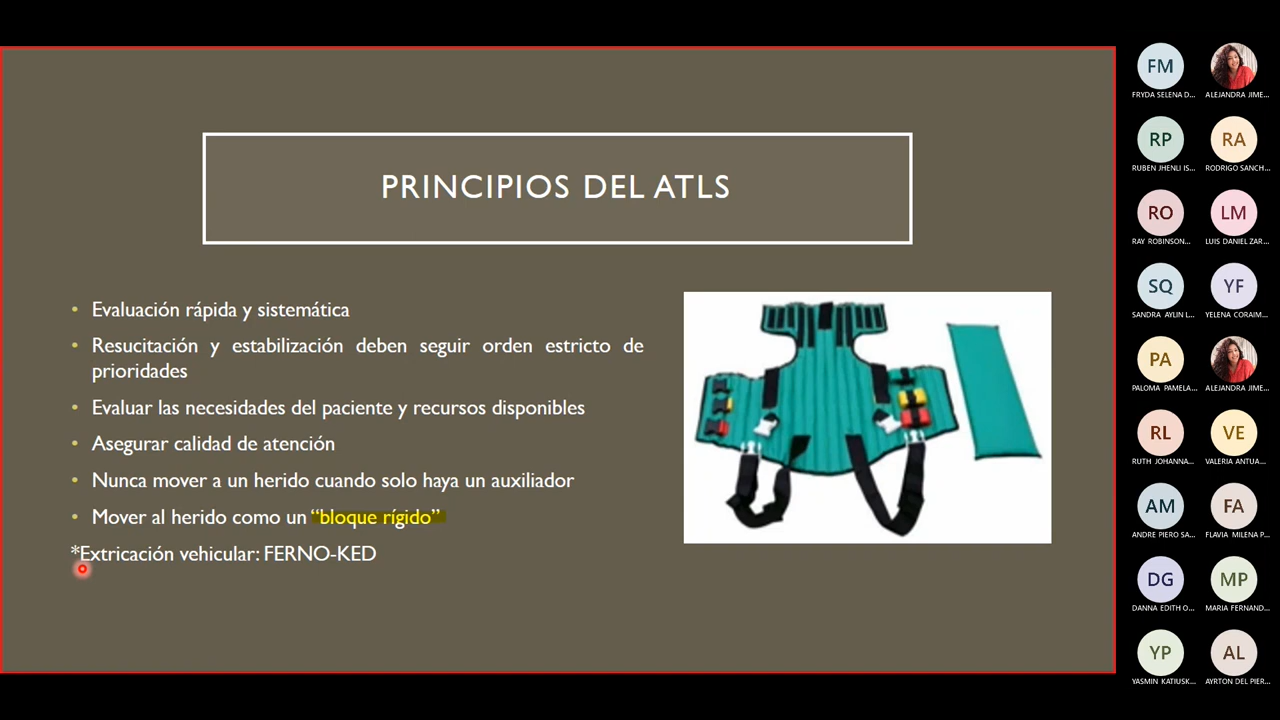 PRINCIPIOS DEL ATLS
• Evaluación rápida y sistemática
• Resucitación y estabilización deben seguir orden estricto de
prioridades
• Evaluar las necesidades del paciente y recursos disponibles
• Asegurar calidad de atención
• Nunca mover a un herido cuando solo haya un auxiliador
• Mover al herido como un “bloque rígido”
*Extricación vehicular: FERNO-KED
FM
FRYDA SELENA D... ALEJANDRA JIME...
RP RA
RUBEN JHENLI IS... RODRIGO SANCH...
RO LM
RAY ROBINSON... LUIS DANIEL ZAR...
SQ YF
SANDRA AYLIN L... YELENA CORAIM...
PA
PALOMA PAMELA... ALEJANDRA JIME...
RL VE
RUTH JOHANNA... VALERIA ANTUA...
AM FA
ANDRE PIERO SA... FLAVIA MILENA P...
DG MP
DANNA EDITH O... MARIA FERNAND...
YP AL
YASMIN KATIUSK... AYRTON DEL PIER...